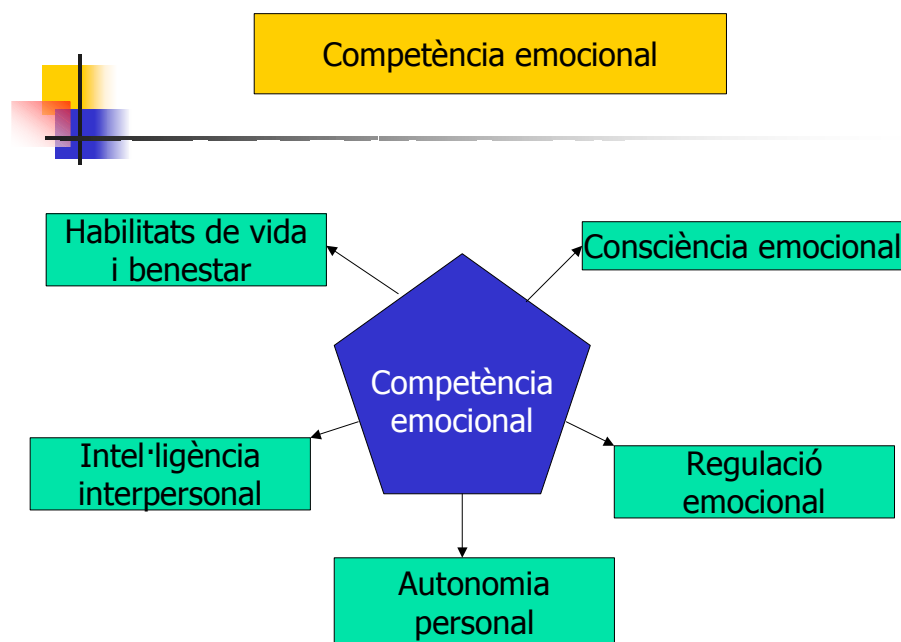 Competència emocional
Habilitats de vida
i benestar
Consciència emocional
Competència
emocional
Intel·ligència
interpersonal
Regulació
emocional
Autonomia
personal